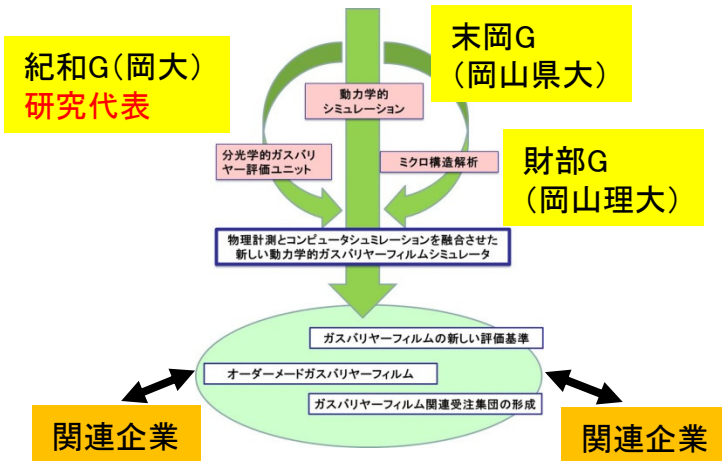 紀和G(岡大)
研究代表
末岡G
(岡山県大)
動力学的
シミュレーション
分光学的ガスバリ
ヤー評価ユニット
ミクロ構造解析
財部G
(岡山理大)
物理計測とコンピュータシュミレーションを融合させた
新しい動力学的ガスバリヤーフィルムシミュレータ
ガスバリヤーフィルムの新しい評価基準
オーダーメードガスバリヤーフィルム
ガスバリヤーフィルム関連受注集団の形成
関連企業
関連企業